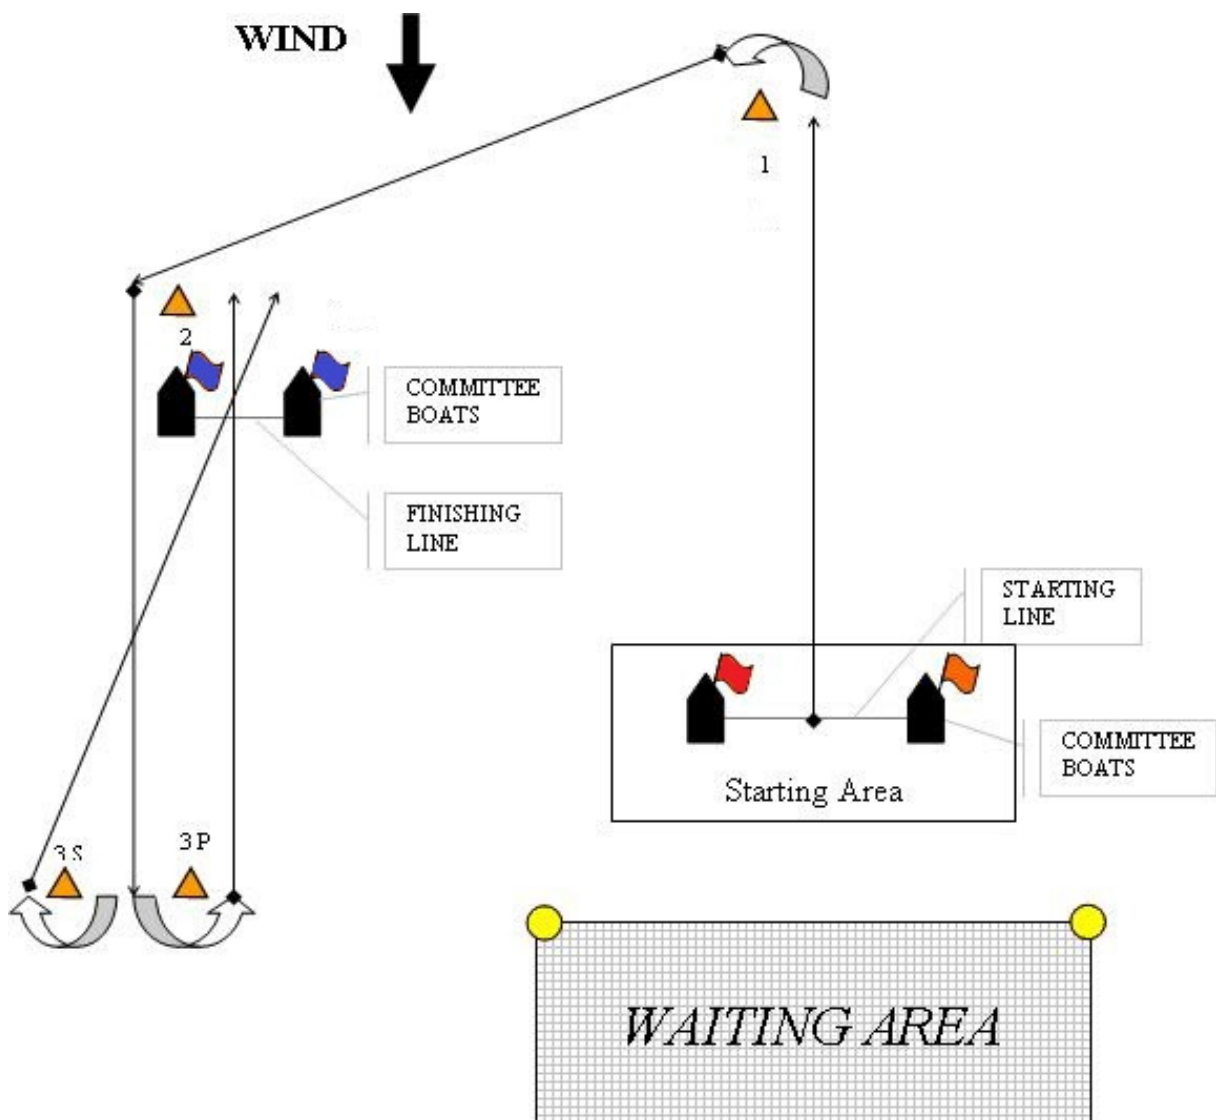 WIND
1
2
COMMITTEE
BOATS
FINISHING
LINE
STARTING
LINE
COMMITTEE
BOATS
Starting Area
3S
3P
WAITING AREA